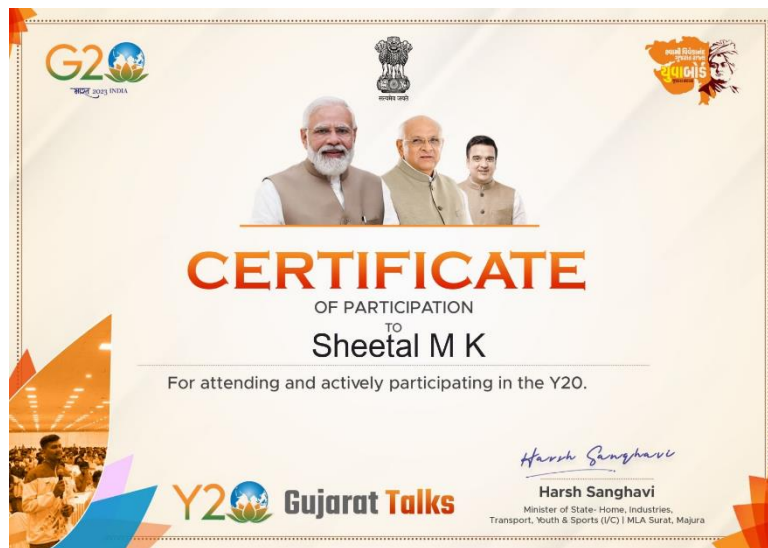 G20
भारत 2023 INDIA
सत्यमेव जयते
સ્વામી વિવેકાનંદ
ગુજરાત રાજ્ય
યુવાબોર્ડ
CERTIFICATE
OF PARTICIPATION
TO
Sheetal M K
For attending and actively participating in the Y20.
Harsh Sanghavi
Y20 Gujarat Talks
Harsh Sanghavi
Minister of State- Home, Industries,
Transport, Youth & Sports (I/C) | MLA Surat, Majura